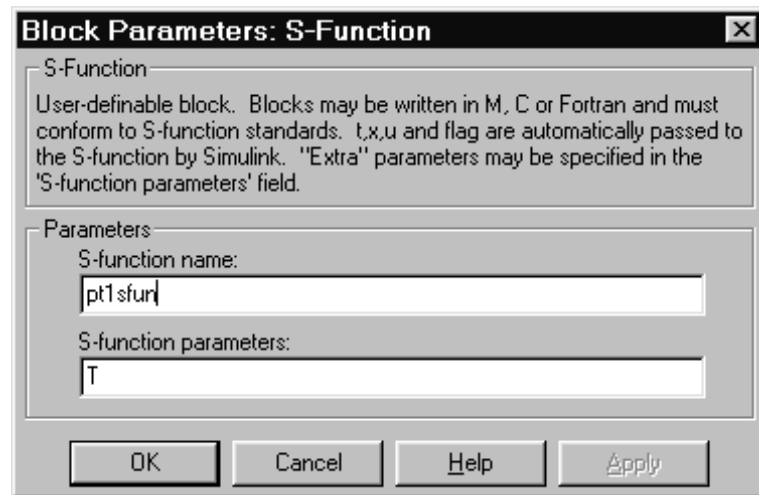 Block Parameters: S-Function
S-Function
User-definable block.  Blocks may be written in M, C or Fortran and must
conform to S-function standards.  t,x,u and flag are automatically passed to
the S-function by Simulink.  "Extra" parameters may be specified in the
'S-function parameters' field.
Parameters
S-function name:
pt1sfun
S-function parameters:
T
OK Cancel Help Apply